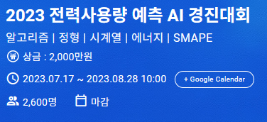 2023 전력사용량 예측 AI 경진대회
알고리즘 | 정형 | 시계열 | 에너지 | SMAPE
₩ 상금 : 2,000만원
2023.07.17 ~ 2023.08.28 10:00 + Google Calendar
2,600명 마감